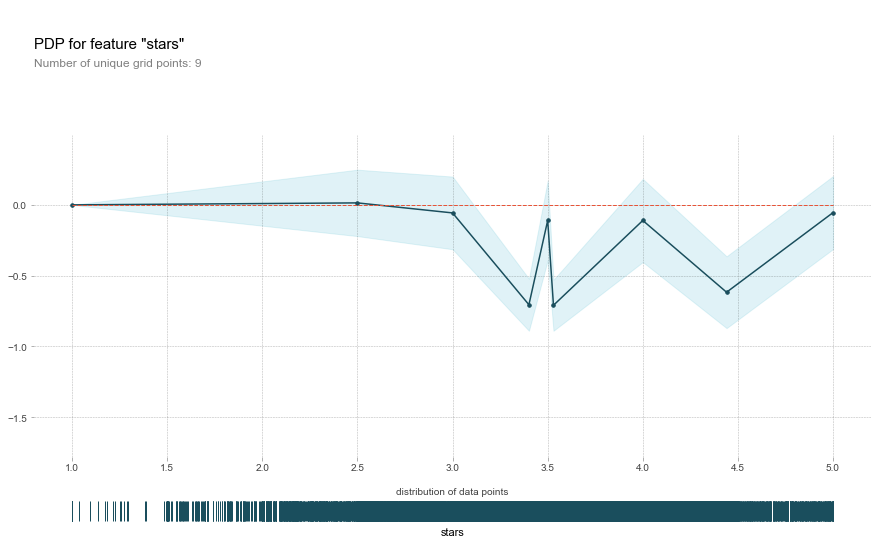 PDP for feature "stars"
Number of unique grid points: 9
0.0
−0.5
−1.0
−1.5
1.0 1.5 2.0 2.5 3.0 3.5 4.0 4.5 5.0
distribution of data points
stars